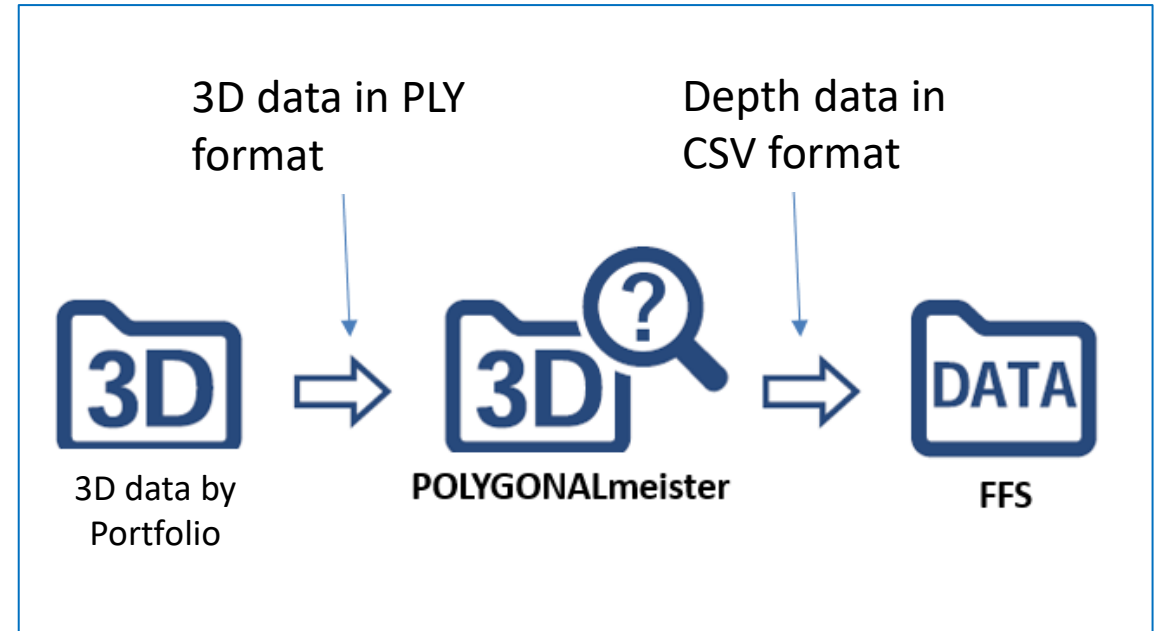 3D data in PLY
format
Depth data in
CSV format
3D
3D
?
DATA
3D data by
Portfolio
POLYGONALmeister
FFS